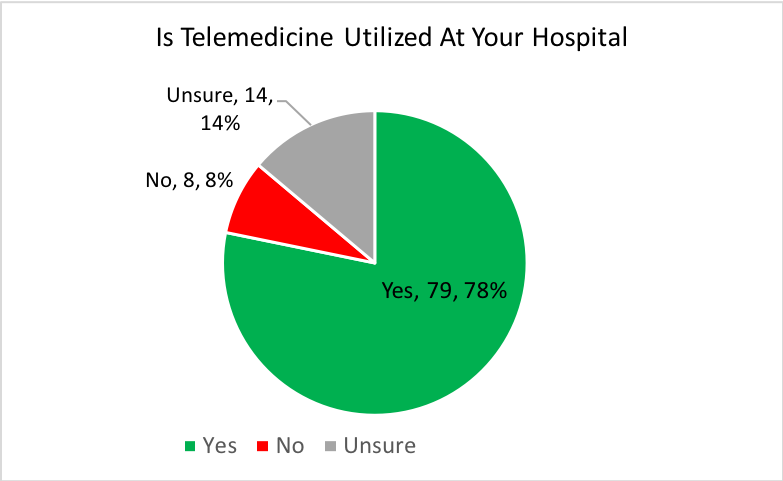 Is Telemedicine Utilized At Your Hospital
Unsure, 14,
14%
No, 8, 8%
Yes, 79, 78%
Yes No Unsure